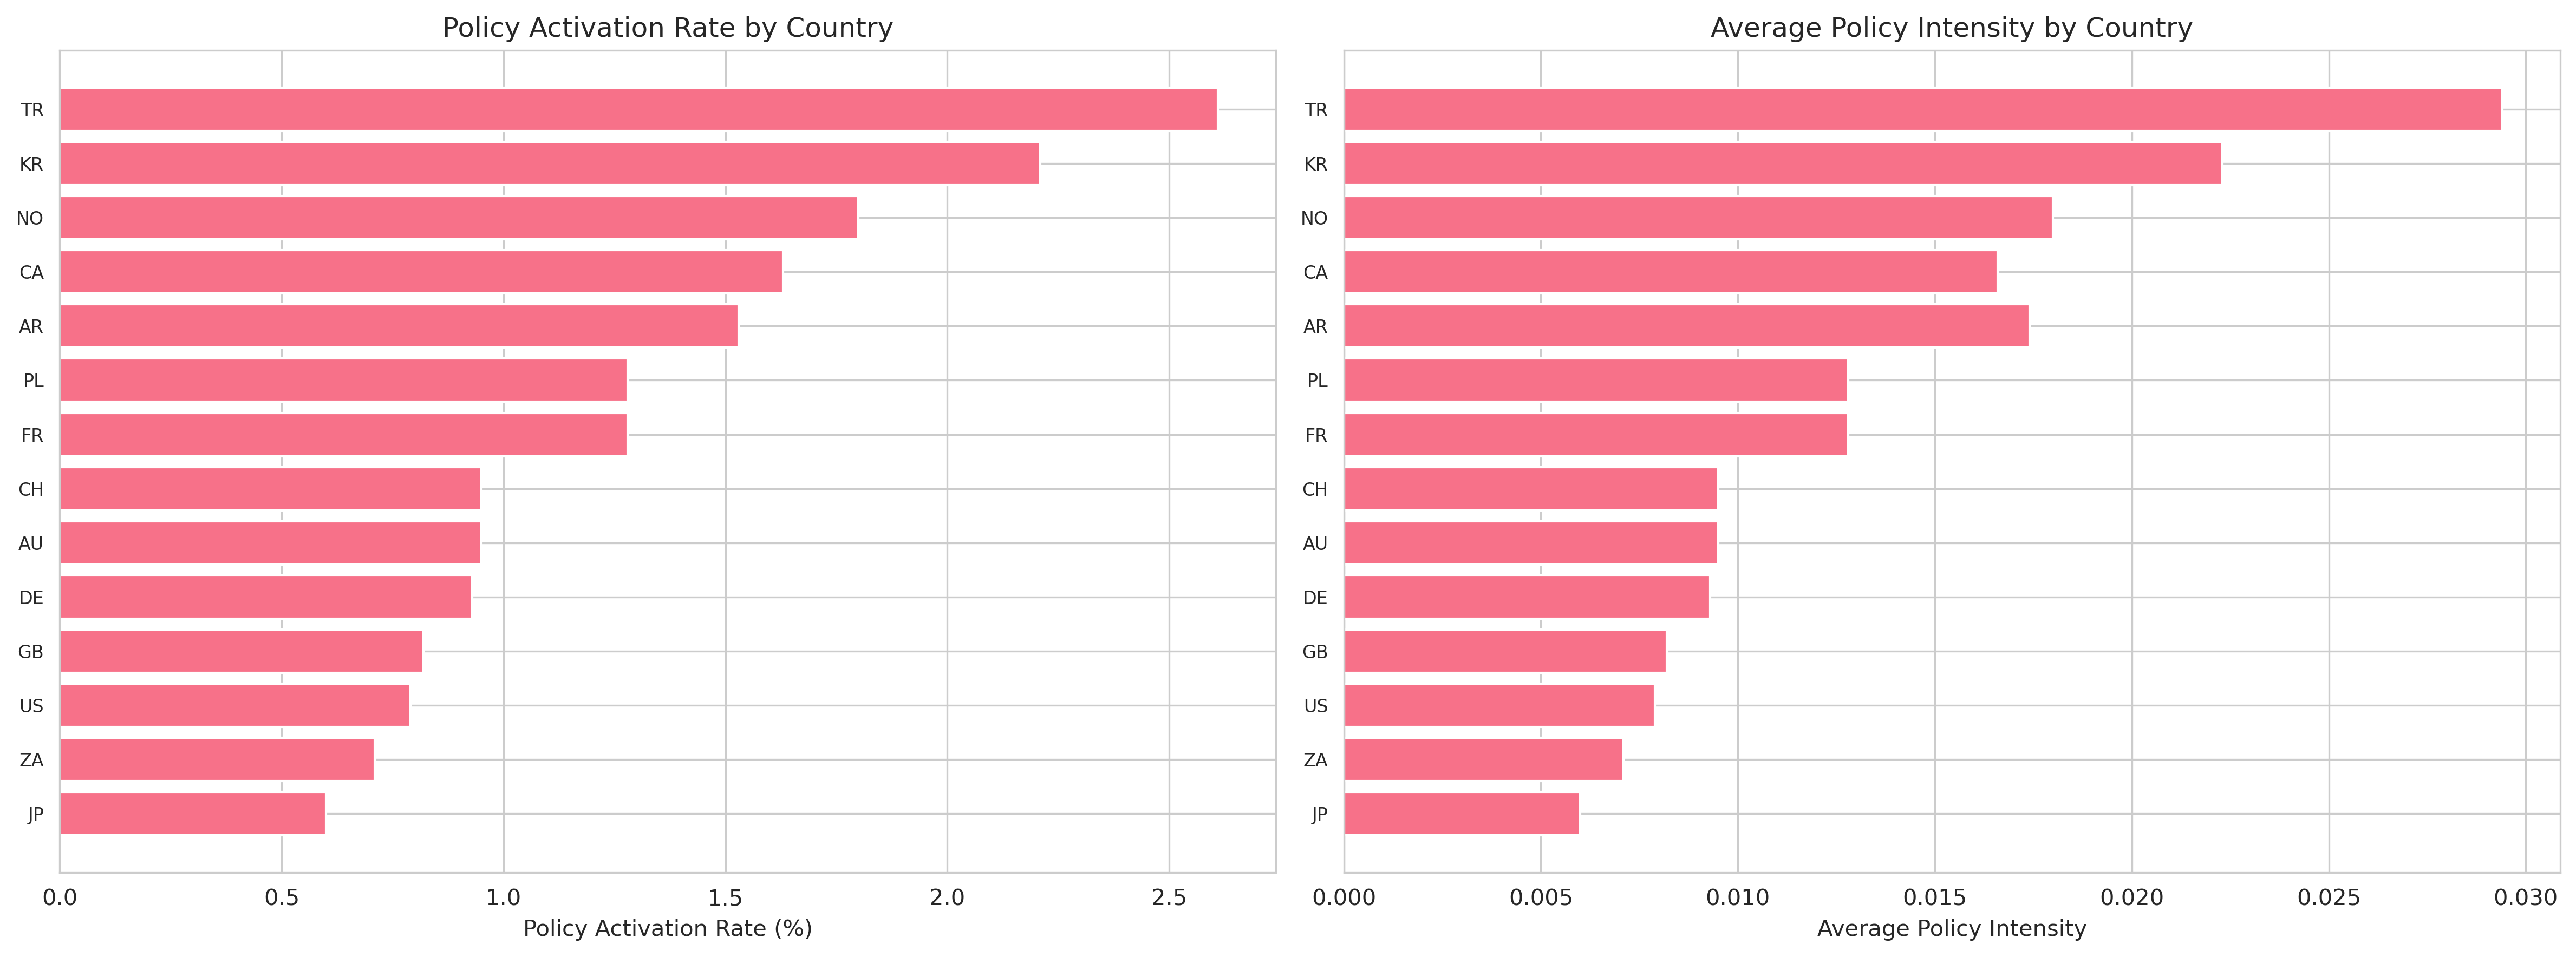 Policy Activation Rate by Country
TR
KR
NO
CA
AR
PL
FR
CH
AU
DE
GB
US
ZA
JP
0.0 0.5 1.0 1.5 2.0 2.5
Policy Activation Rate (%)
Average Policy Intensity by Country
TR
KR
NO
CA
AR
PL
FR
CH
AU
DE
GB
US
ZA
JP
0.000 0.005 0.010 0.015 0.020 0.025 0.030
Average Policy Intensity